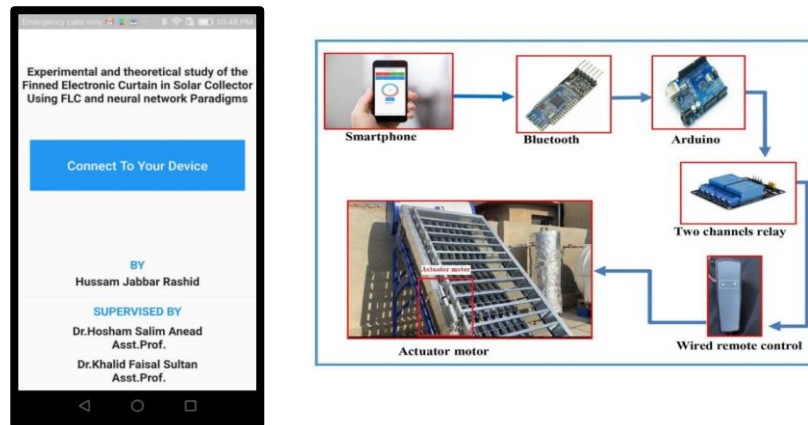 Emergency calls only
10:48 PM
Experimental and theoretical study of the
Finned Electronic Curtain in Solar Collector
Using FLC and neural network Paradigms
Connect To Your Device
BY
Hussam Jabbar Rashid
SUPERVISED BY
Dr.Hosham Salim Anead
Asst.Prof.
Dr.Khalid Faisal Sultan
Asst.Prof.
Smartphone
Bluetooth
Arduino
Two channels relay
Actuator motor
Actuator motor
Wired remote control